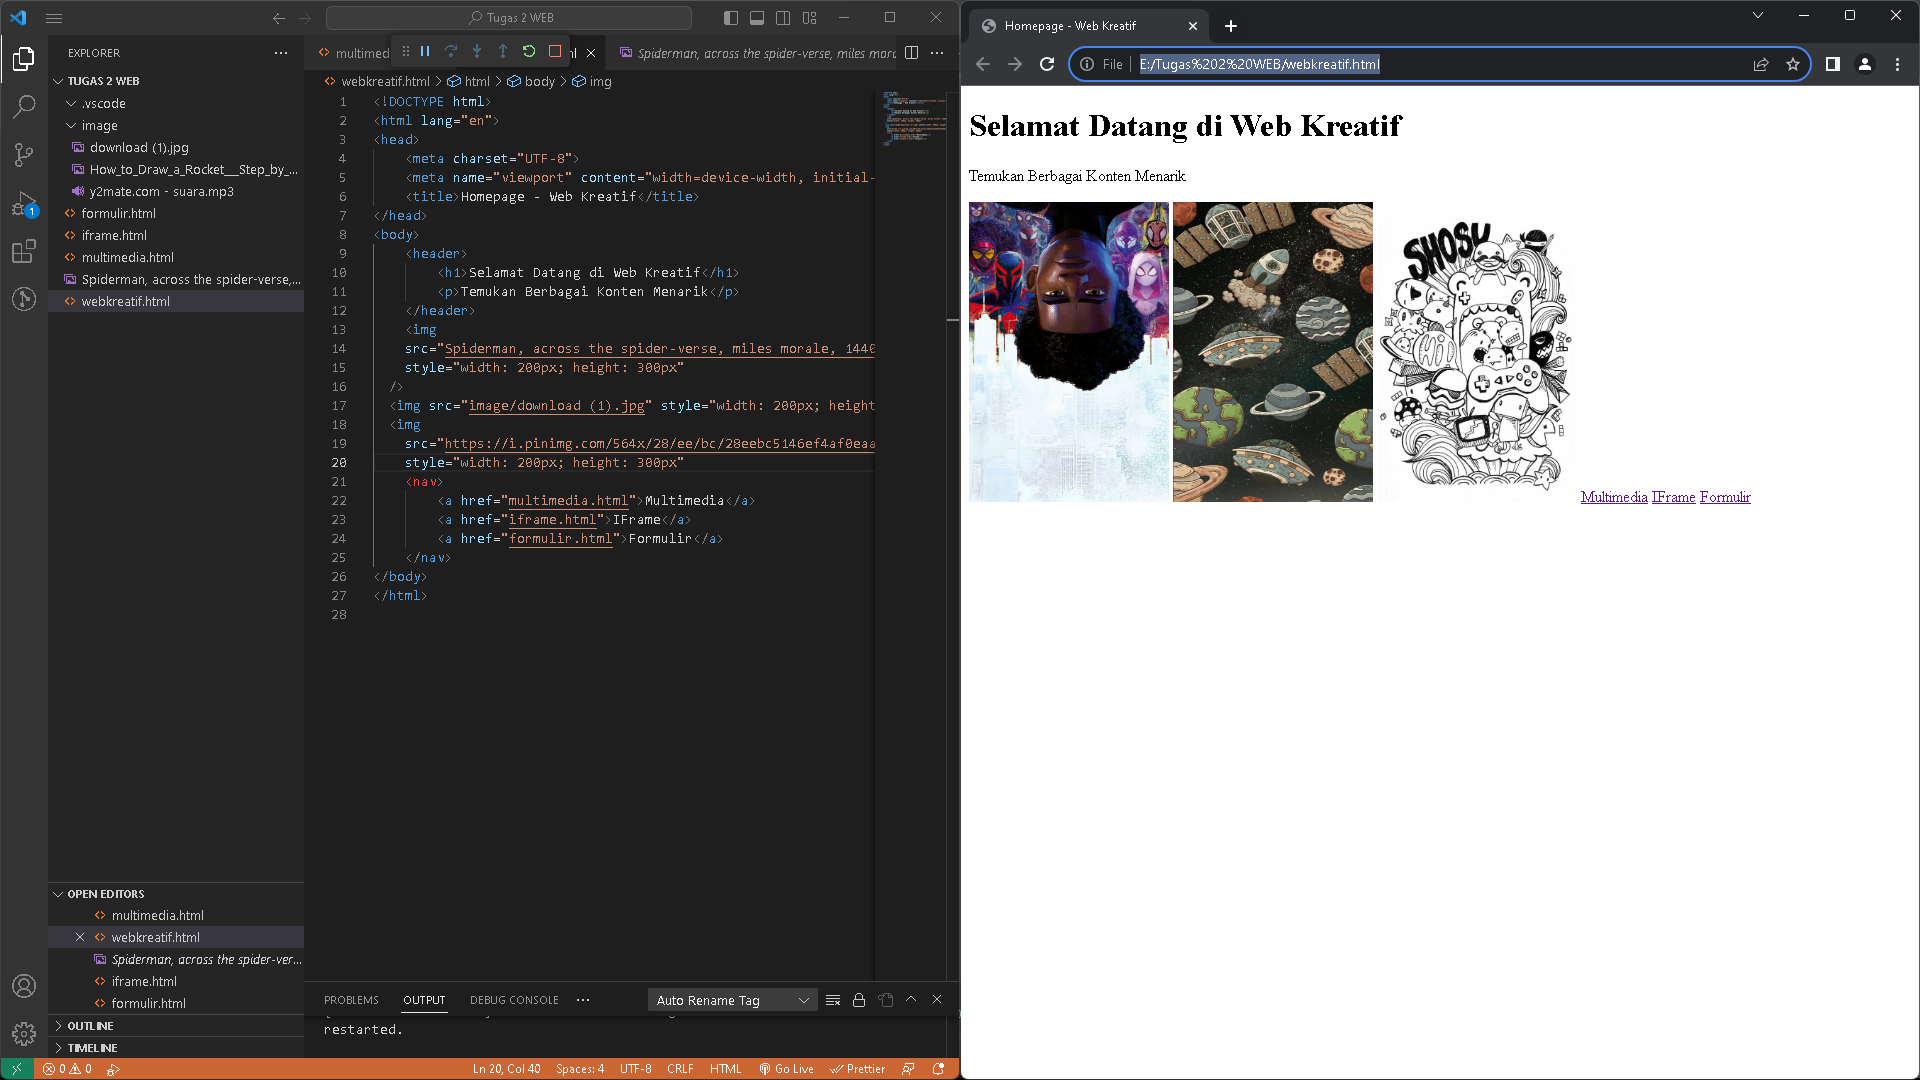 Tugas 2 WEB
EXPLORER
TUGAS 2 WEB
.vscode
image
download (1).jpg
How_to_Draw_a_Rocket__Step_by_...
y2mate.com - suara.mp3
formulir.html
iframe.html
multimedia.html
Spiderman, across the spider-verse,...
webkreatif.html
1
OPEN EDITORS
multimedia.html
webkreatif.html
Spiderman, across the spider-ver...
iframe.html
formulir.html
OUTLINE
TIMELINE
multimed
Spiderman, across the spider-verse, miles mora
webkreatif.html > html > body > img
1 <!DOCTYPE html>
2 <html lang="en">
3 <head>
4 <meta charset="UTF-8">
5 <meta name="viewport" content="width=device-width, initial-
6 <title>Homepage - Web Kreatif</title>
7 </head>
8 <body>
9 <header>
10 <h1>Selamat Datang di Web Kreatif</h1>
11 <p>Temukan Berbagai Konten Menarik</p>
12 </header>
13 <img
14 src="Spiderman, across the spider-verse, miles morale, 1440
15 style="width: 200px; height: 300px"
16 />
17 <img src="image/download (1).jpg" style="width: 200px; height
18 <img
19 src="https://i.pinimg.com/564x/28/ee/bc/28eebc5146ef4af0eaa
20 style="width: 200px; height: 300px"
21 <nav>
22 <a href="multimedia.html">Multimedia</a>
23 <a href="iframe.html">IFrame</a>
24 <a href="formulir.html">Formulir</a>
25 </nav>
26 </body>
27 </html>
28
PROBLEMS OUTPUT DEBUG CONSOLE ... Auto Rename Tag
restarted.
0 0 Ln 20, Col 40 Spaces: 4 UTF-8 CRLF HTML Go Live Prettier
Homepage - Web Kreatif
File E:/Tugas%202%20WEB/webkreatif.html
Selamat Datang di Web Kreatif
Temukan Berbagai Konten Menarik
SHOSU
Multimedia IFrame Formulir